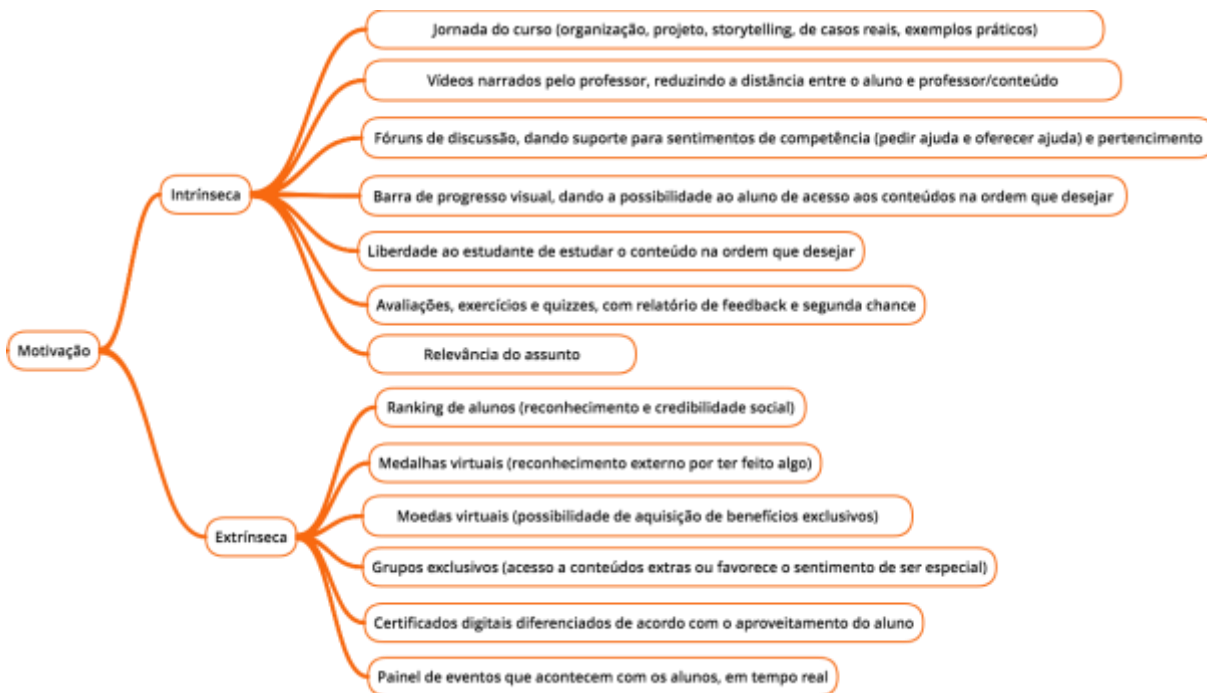 Jornada do curso (organização, projeto, storytelling, de casos reais, exemplos práticos)
Vídeos narrados pelo professor, reduzindo a distância entre o aluno e professor/conteúdo
Fóruns de discussão, dando suporte para sentimentos de competência (pedir ajuda e oferecer ajuda) e pertencimento
Intrínseca
Barra de progresso visual, dando a possibilidade ao aluno de acesso aos conteúdos na ordem que desejar
Liberdade ao estudante de estudar o conteúdo na ordem que desejar
Avaliações, exercícios e quizzes, com relatório de feedback e segunda chance
Motivação
Relevância do assunto
Ranking de alunos (reconhecimento e credibilidade social)
Medalhas virtuais (reconhecimento externo por ter feito algo)
Moedas virtuais (possibilidade de aquisição de benefícios exclusivos)
Extrínseca
Grupos exclusivos (acesso a conteúdos extras ou favorece o sentimento de ser especial)
Certificados digitais diferenciados de acordo com o aproveitamento do aluno
Painel de eventos que acontecem com os alunos, em tempo real